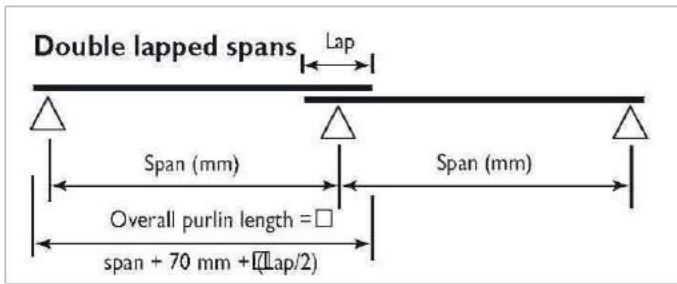 Double lapped spans
Lap
Span (mm)
Span (mm)
Overall purlin length = □
span + 70 mm + (Lap/2)